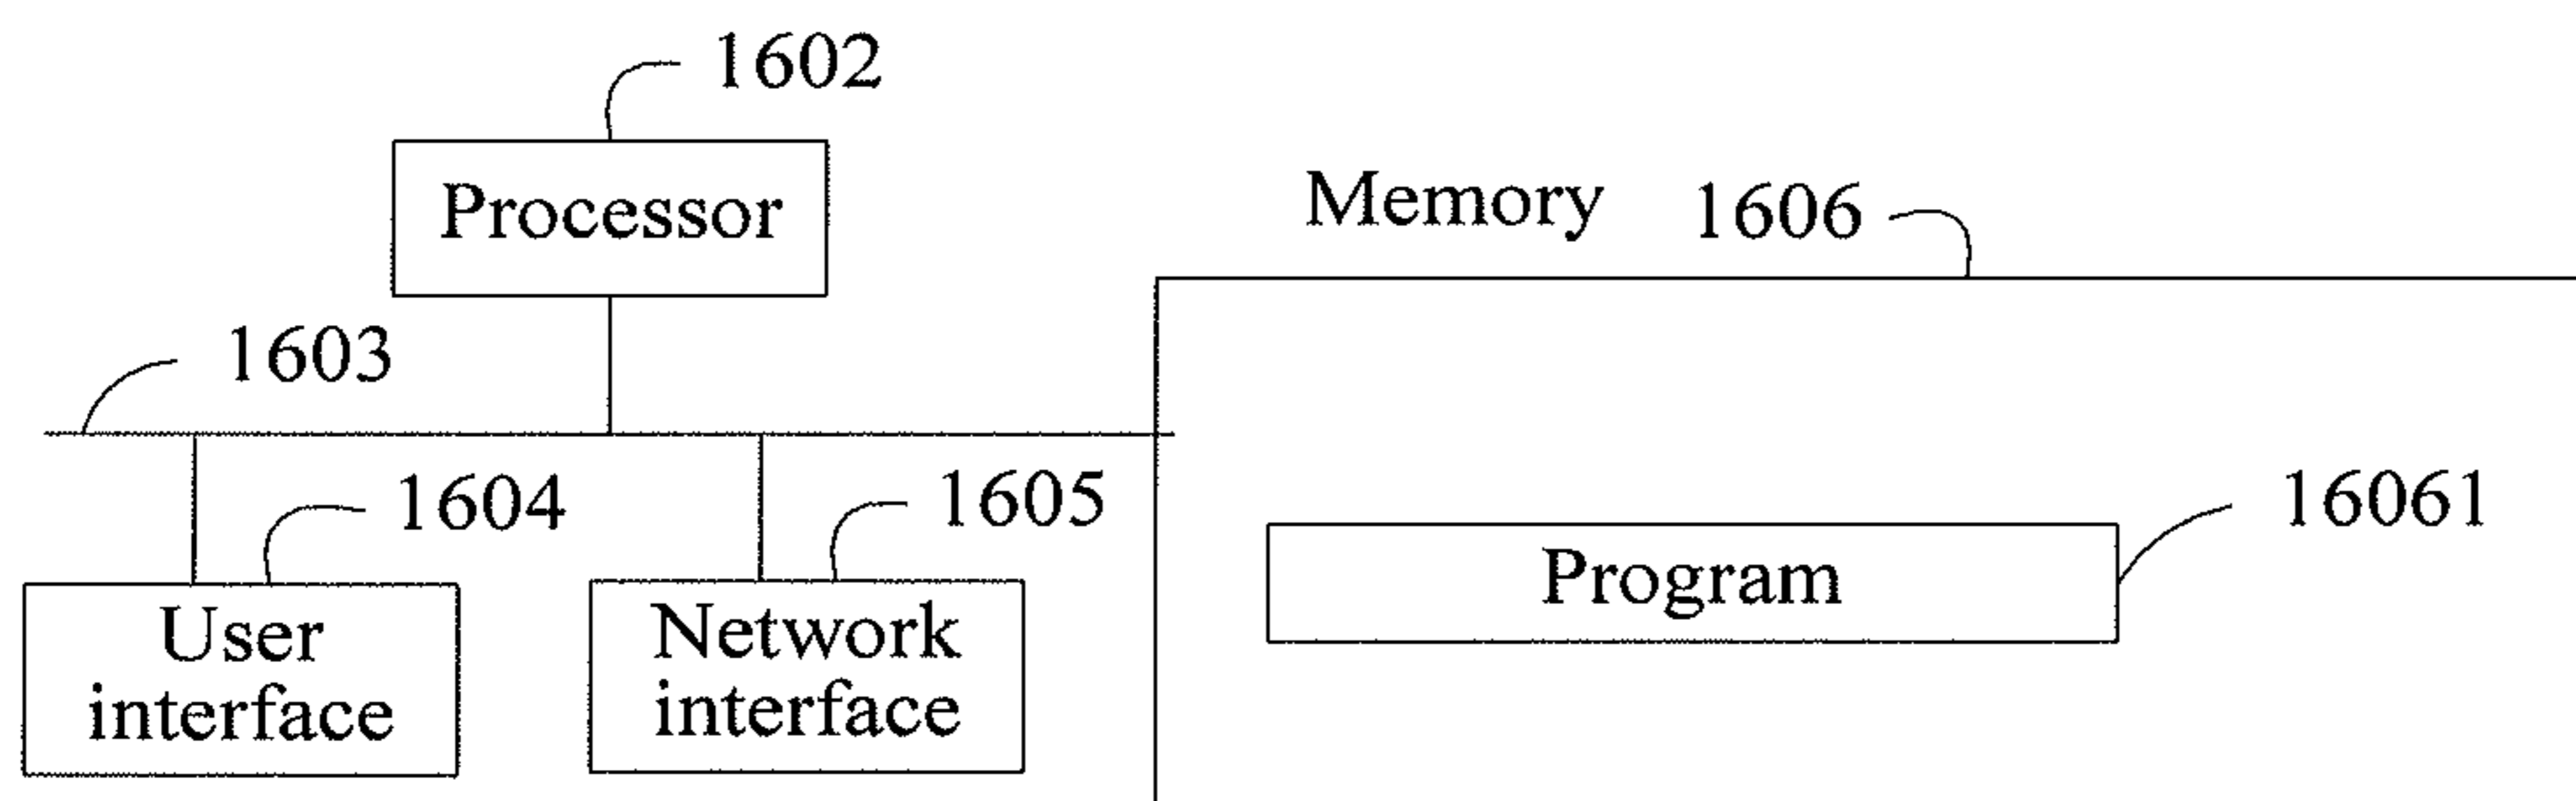 1602
Processor
Memory 1606
1603
1604
1605
16061
User
interface
Network
interface
Program